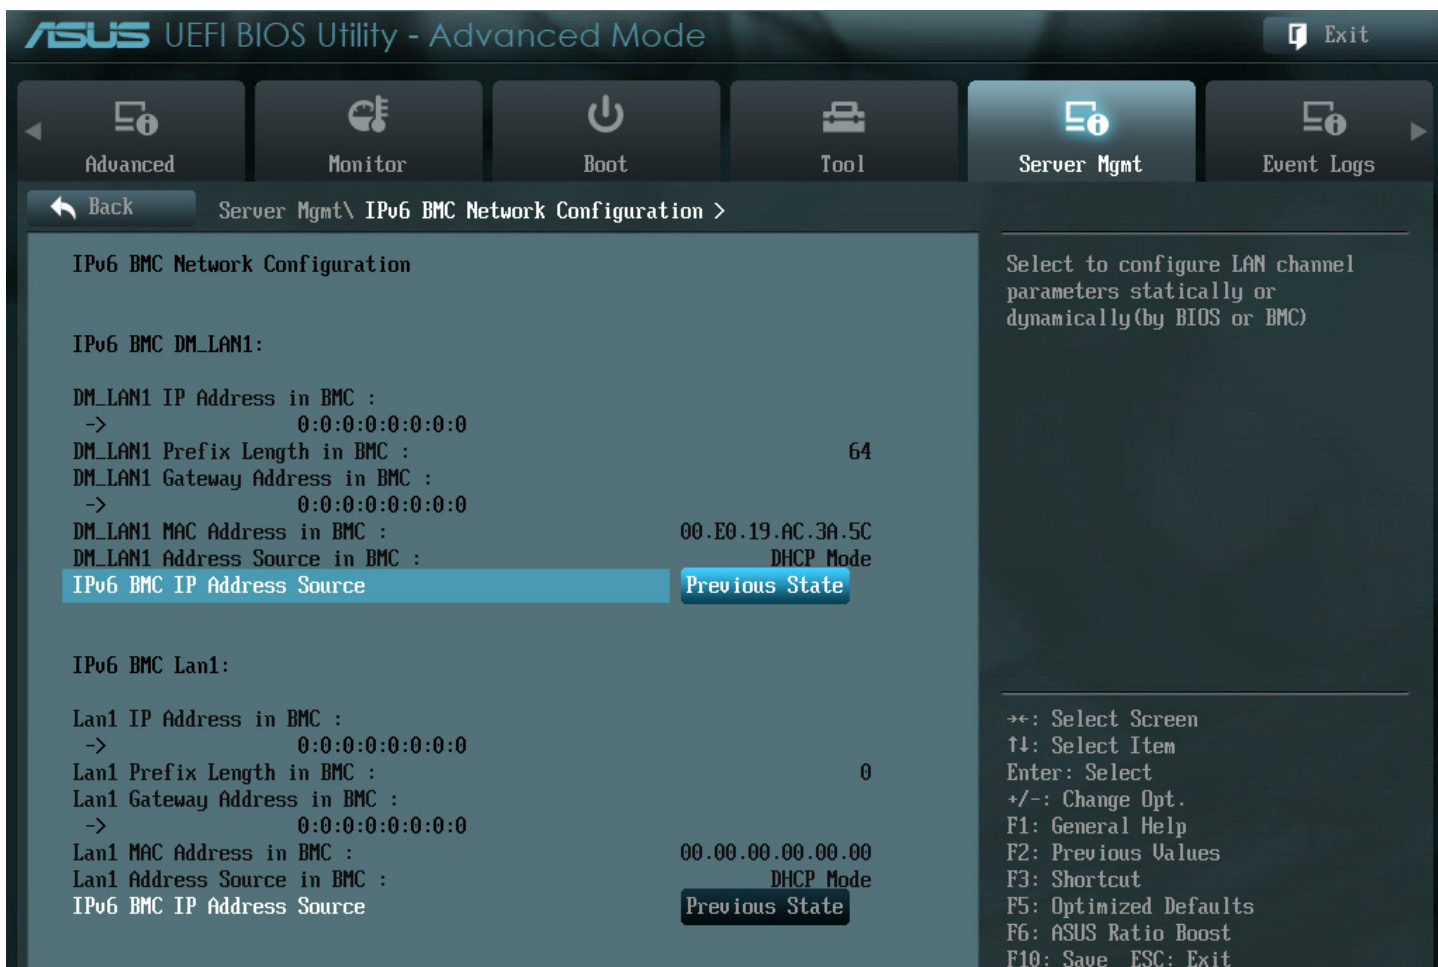 ASUS UEFI BIOS Utility - Advanced Mode
Exit
Advanced
Monitor
Boot
Tool
Server Mgmt
Event Logs
Back
Server Mgmt\ IPv6 BMC Network Configuration >
IPv6 BMC Network Configuration
IPv6 BMC DM_LAN1:
DM_LAN1 IP Address in BMC :
-> 0:0:0:0:0:0:0:0
DM_LAN1 Prefix Length in BMC : 64
DM_LAN1 Gateway Address in BMC :
-> 0:0:0:0:0:0:0:0
DM_LAN1 MAC Address in BMC : 00.E0.19.AC.3A.5C
DM_LAN1 Address Source in BMC : DHCP Mode
IPv6 BMC IP Address Source Previous State
IPv6 BMC Lan1:
Lan1 IP Address in BMC :
-> 0:0:0:0:0:0:0:0
Lan1 Prefix Length in BMC : 0
Lan1 Gateway Address in BMC :
-> 0:0:0:0:0:0:0:0
Lan1 MAC Address in BMC : 00.00.00.00.00.00
Lan1 Address Source in BMC : DHCP Mode
IPv6 BMC IP Address Source Previous State
Select to configure LAN channel
parameters statically or
dynamically(by BIOS or BMC)
→←: Select Screen
↑↓: Select Item
Enter: Select
+/-: Change Opt.
F1: General Help
F2: Previous Values
F3: Shortcut
F5: Optimized Defaults
F6: ASUS Ratio Boost
F10: Save ESC: Exit